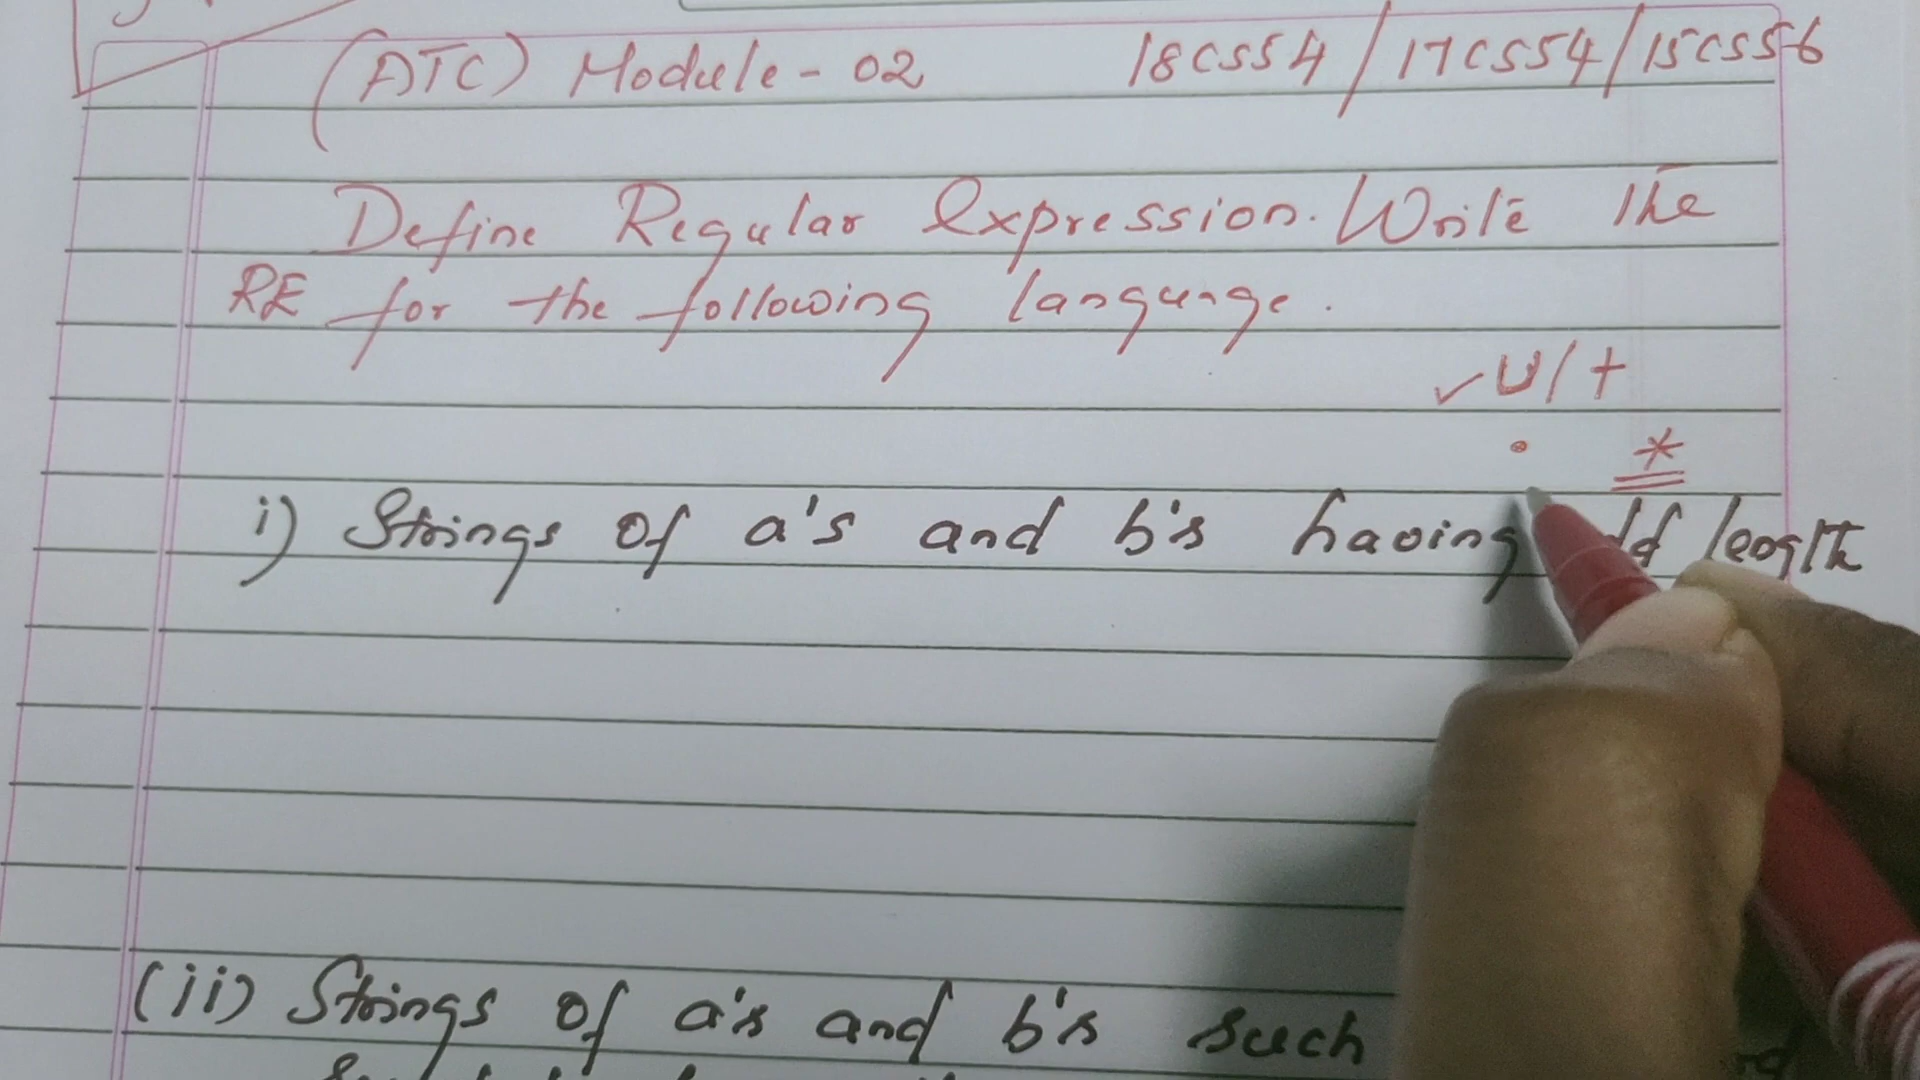 (ATC) Module - 02 18CS54 / 17CS54 / 15CS56
Define Regular Expression. Write the
RE for the following language.
✓ U / +
• *
i) Strings of a's and b's having odd length
(ii) Strings of a's and b's such